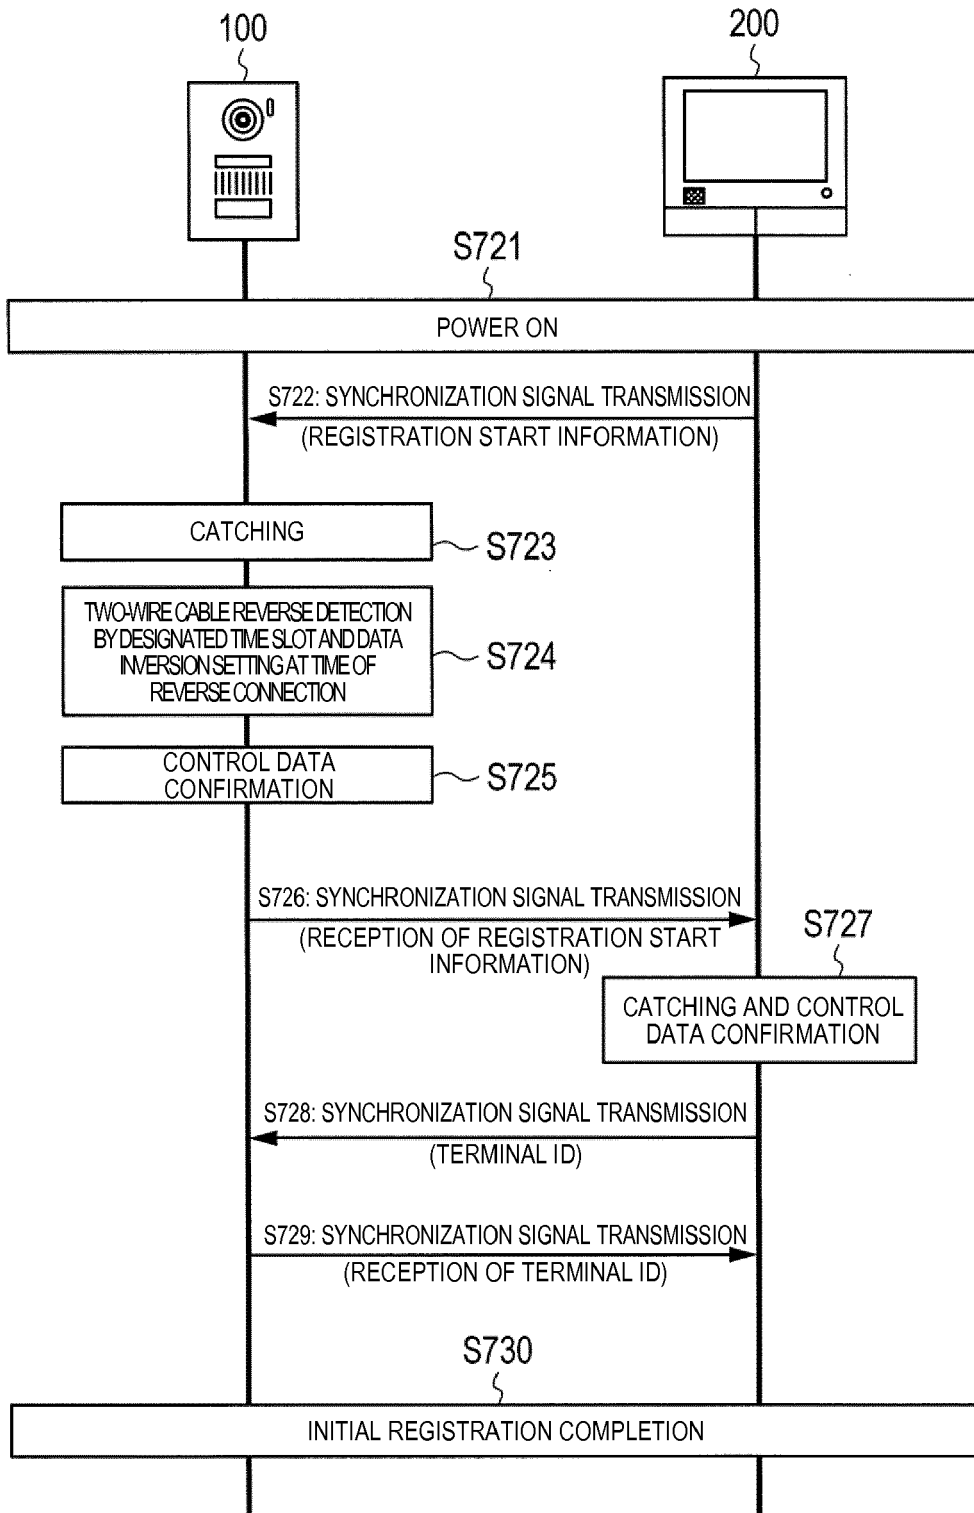 100
200
S721
POWER ON
S722: SYNCHRONIZATION SIGNAL TRANSMISSION
(REGISTRATION START INFORMATION)
CATCHING
S723
TWO-WIRE CABLE REVERSE DETECTION
BY DESIGNATED TIME SLOT AND DATA
INVERSION SETTING AT TIME OF
REVERSE CONNECTION
S724
CONTROL DATA
CONFIRMATION
S725
S726: SYNCHRONIZATION SIGNAL TRANSMISSION
(RECEPTION OF REGISTRATION START
INFORMATION)
S727
CATCHING AND CONTROL
DATA CONFIRMATION
S728: SYNCHRONIZATION SIGNAL TRANSMISSION
(TERMINAL ID)
S729: SYNCHRONIZATION SIGNAL TRANSMISSION
(RECEPTION OF TERMINAL ID)
S730
INITIAL REGISTRATION COMPLETION